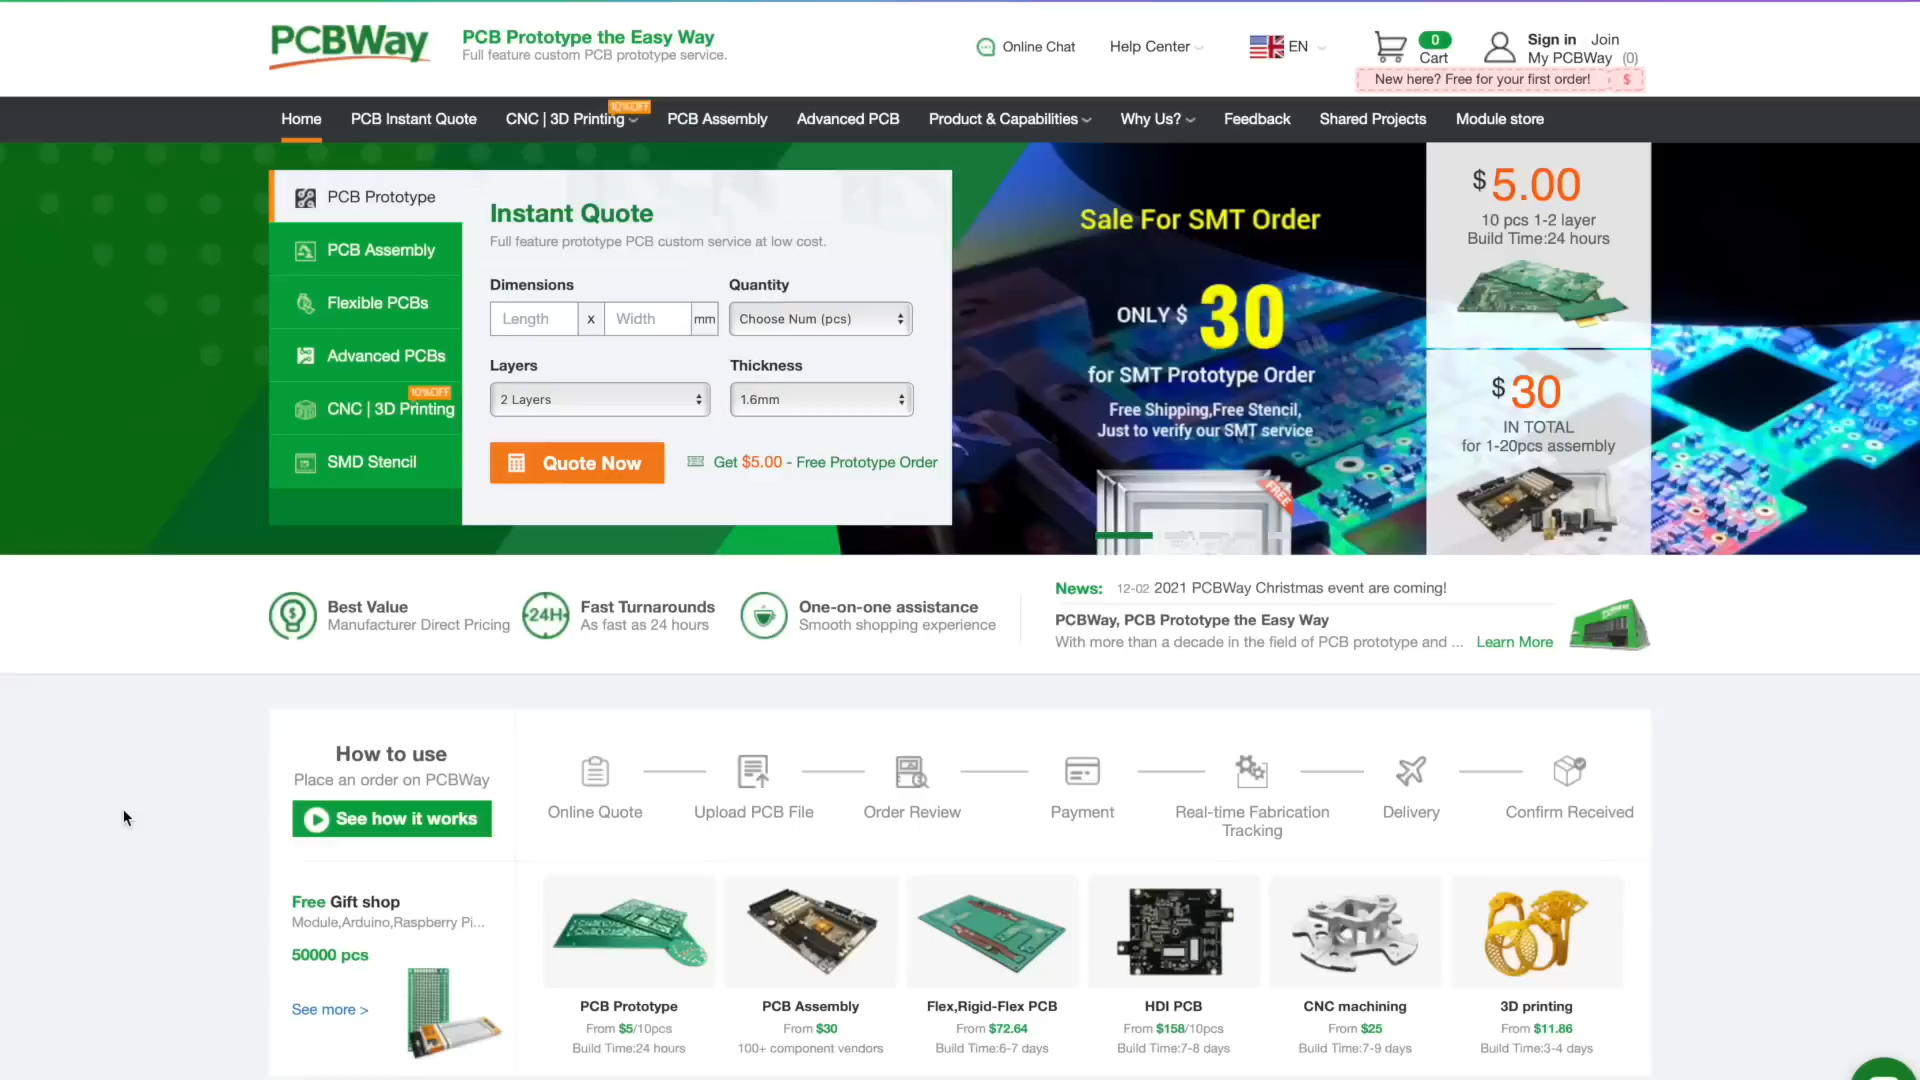 PCBWay
PCB Prototype the Easy Way
Full feature custom PCB prototype service.
Online Chat
Help Center
EN
0
Cart
Sign in Join
My PCBWay (0)
New here? Free for your first order! $
10%OFF
Home
PCB Instant Quote
CNC | 3D Printing
PCB Assembly
Advanced PCB
Product & Capabilities
Why Us?
Feedback
Shared Projects
Module store
PCB Prototype
PCB Assembly
Flexible PCBs
Advanced PCBs
10%OFF
CNC | 3D Printing
SMD Stencil
Instant Quote
Full feature prototype PCB custom service at low cost.
Dimensions
Quantity
Length x Width mm
Choose Num (pcs)
Layers
Thickness
2 Layers
1.6mm
Quote Now
Get $5.00 - Free Prototype Order
Sale For SMT Order
ONLY $ 30
for SMT Prototype Order
Free Shipping,Free Stencil,
Just to verify our SMT service
FREE
$ 5.00
10 pcs 1-2 layer
Build Time:24 hours
$ 30
IN TOTAL
for 1-20pcs assembly
Best Value
Manufacturer Direct Pricing
24H
Fast Turnarounds
As fast as 24 hours
One-on-one assistance
Smooth shopping experience
News: 12-02 2021 PCBWay Christmas event are coming!
PCBWay, PCB Prototype the Easy Way
With more than a decade in the field of PCB prototype and ... Learn More
How to use
Place an order on PCBWay
See how it works
Online Quote
Upload PCB File
Order Review
Payment
Real-time Fabrication
Tracking
Delivery
Confirm Received
Free Gift shop
Module,Arduino,Raspberry Pi...
50000 pcs
See more >
PCB Prototype
From $5/10pcs
Build Time:24 hours
PCB Assembly
From $30
100+ component vendors
Flex,Rigid-Flex PCB
From $72.64
Build Time:6-7 days
HDI PCB
From $158/10pcs
Build Time:7-8 days
CNC machining
From $25
Build Time:7-9 days
3D printing
From $11.86
Build Time:3-4 days